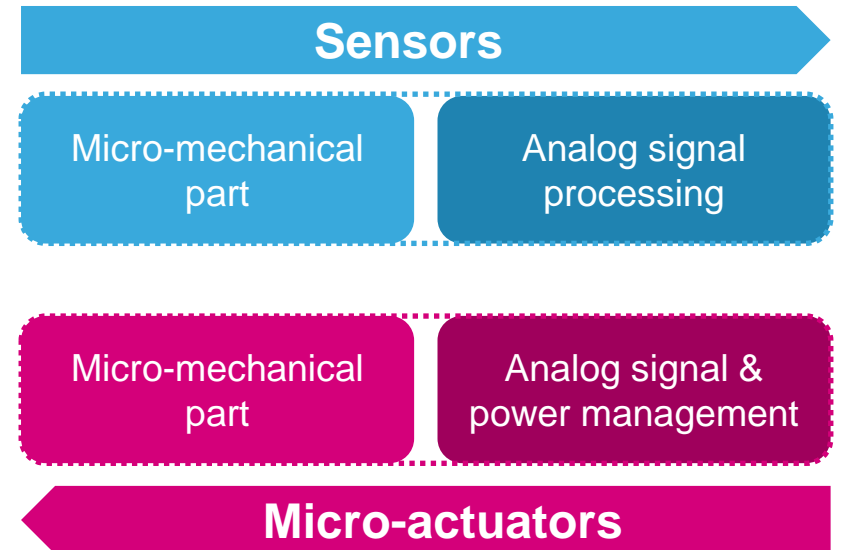 Sensors
Micro-mechanical
part
Analog signal
processing
Micro-mechanical
part
Analog signal &
power management
Micro-actuators